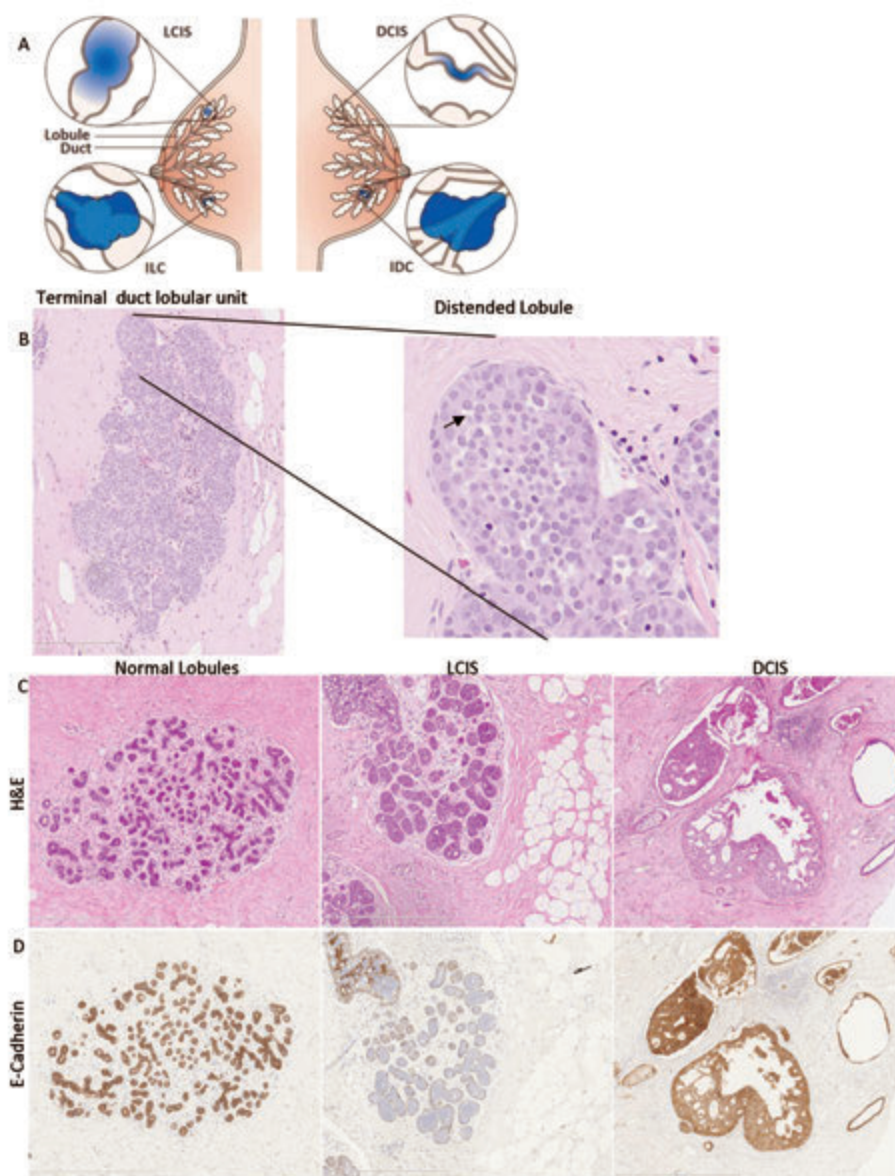 A
LCIS
DCIS
Lobule
Duct
ILC
IDC
Terminal duct lobular unit
Distended Lobule
B
Normal Lobules
LCIS
DCIS
C
H&E
D
E-Cadherin